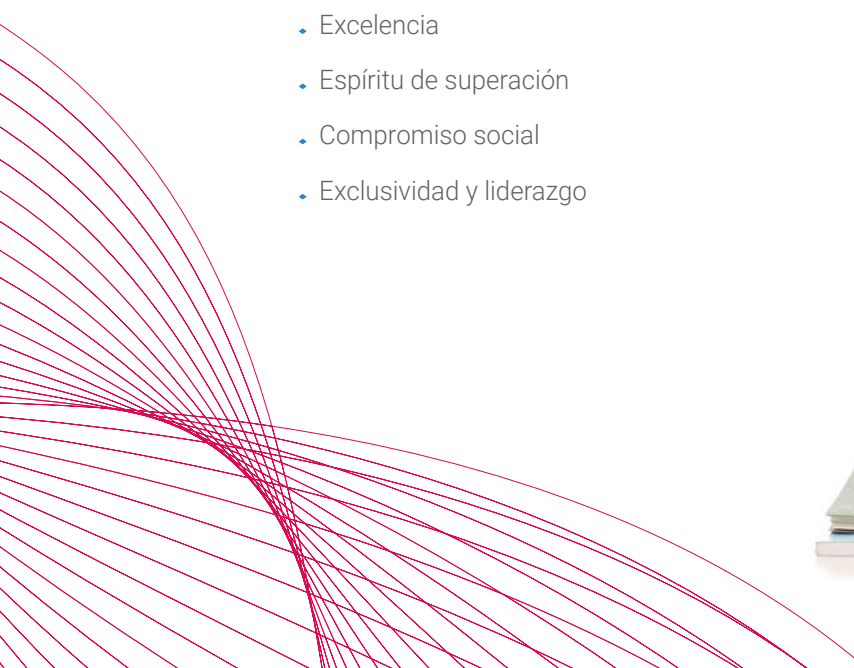 Excelencia
Espíritu de superación
Compromiso social
Exclusividad y liderazgo